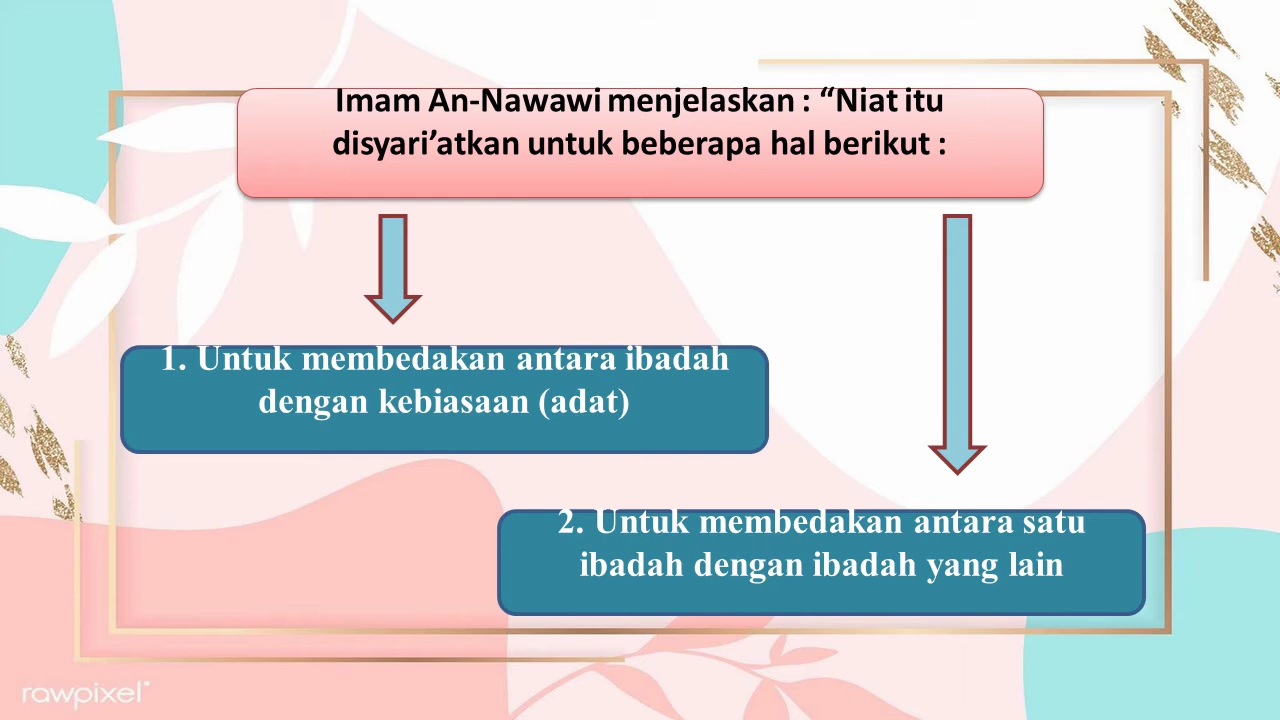 Imam An-Nawawi menjelaskan : “Niat itu
disyari’atkan untuk beberapa hal berikut :
1. Untuk membedakan antara ibadah
dengan kebiasaan (adat)
2. Untuk membedakan antara satu
ibadah dengan ibadah yang lain
rawpixel